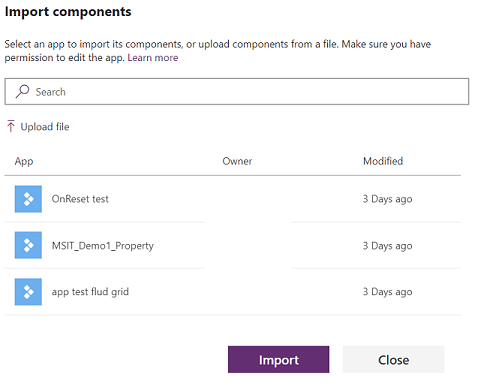 Import components
Select an app to import its components, or upload components from a file. Make sure you have
permission to edit the app. Learn more
Search
Upload file
App Owner Modified
OnReset test 3 Days ago
MSIT_Demo1_Property 3 Days ago
app test flud grid 3 Days ago
Import Close